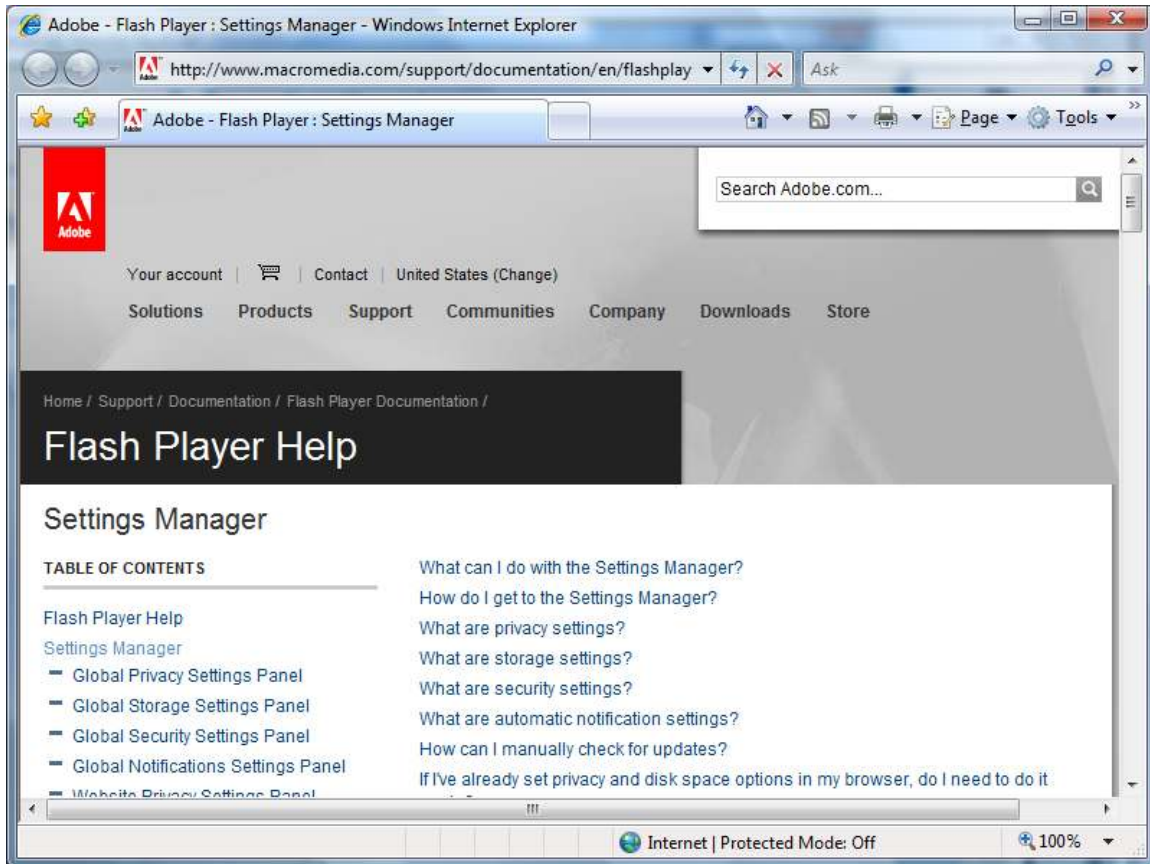 Adobe - Flash Player : Settings Manager - Windows Internet Explorer
http://www.macromedia.com/support/documentation/en/flashplay
Ask
Adobe - Flash Player : Settings Manager
Page
Tools
Adobe
Search Adobe.com...
Your account | Contact | United States (Change)
Solutions Products Support Communities Company Downloads Store
Home / Support / Documentation / Flash Player Documentation /
Flash Player Help
Settings Manager
TABLE OF CONTENTS
Flash Player Help
Settings Manager
Global Privacy Settings Panel
Global Storage Settings Panel
Global Security Settings Panel
Global Notifications Settings Panel
Website Privacy Settings Panel
What can I do with the Settings Manager?
How do I get to the Settings Manager?
What are privacy settings?
What are storage settings?
What are security settings?
What are automatic notification settings?
How can I manually check for updates?
If I've already set privacy and disk space options in my browser, do I need to do it
Internet | Protected Mode: Off
100%